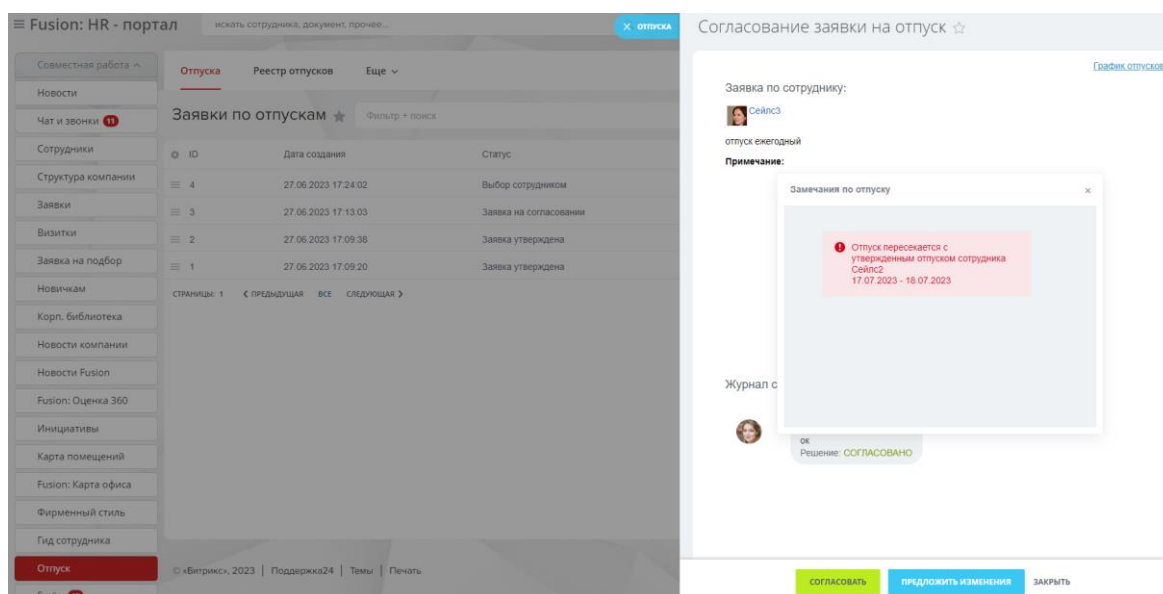 Fusion: HR - портал
искать сотрудника, документ, прочее...
× ОТПУСКА
Совместная работа
Новости
Чат и звонки 11
Сотрудники
Структура компании
Заявки
Визитки
Заявка на подбор
Новичкам
Корп. библиотека
Новости компании
Новости Fusion
Fusion: Оценка 360
Инициативы
Карта помещений
Fusion: Карта офиса
Фирменный стиль
Гид сотрудника
Отпуск
Отпуска Реестр отпусков Еще
Заявки по отпускам Фильтр + поиск
ID Дата создания Статус
4 27.06.2023 17:24:02 Выбор сотрудником
3 27.06.2023 17:13:03 Заявка на согласовании
2 27.06.2023 17:09:38 Заявка утверждена
1 27.06.2023 17:09:20 Заявка утверждена
СТРАНИЦЫ: 1 ПРЕДЫДУЩАЯ ВСЕ СЛЕДУЮЩАЯ
© «Битрикс», 2023 | Поддержка24 | Темы | Печать
Согласование заявки на отпуск
График отпусков
Заявка по сотруднику:
Сейлс3
отпуск ежегодный
Примечание:
Замечания по отпуску ×
Отпуск пересекается с
утвержденным отпуском сотрудника
Сейлс2
17.07.2023 - 18.07.2023
Журнал с
ок
Решение: СОГЛАСОВАНО
СОГЛАСОВАТЬ ПРЕДЛОЖИТЬ ИЗМЕНЕНИЯ ЗАКРЫТЬ